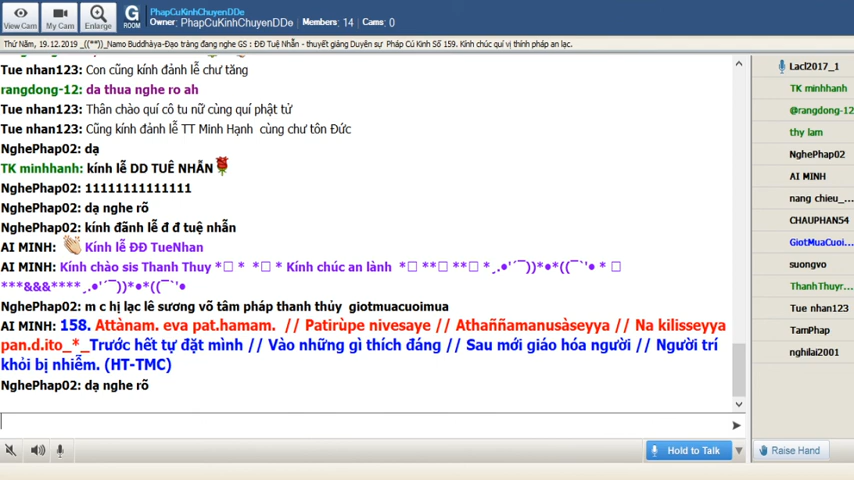 View Cam
My Cam
Enlarge
G
ROOM
PhapCuKinhChuyenDDe
Owner: PhapCuKinhChuyenDDe Members: 14 Cams: 0
Thứ Năm, 19.12.2019 _((**)_Namo Buddhàya-Đạo tràng đang nghe GS : ĐĐ Tuệ Nhẫn - thuyết giảng Duyên sự Pháp Cú Kinh Số 159. Kính chúc quí vị thính pháp an lạc.
Tue nhan123: Con cũng kính đảnh lễ chư tăng
rangdong-12: da thua nghe ro ah
Tue nhan123: Thân chào quí cô tu nữ cùng quí phật tử
Tue nhan123: Cũng kính đảnh lễ TT Minh Hạnh cùng chư tôn Đức
NghePhap02: dạ
TK minhhanh: kính lễ DD TUÊ NHẪN
NghePhap02: 11111111111111
NghePhap02: dạ nghe rõ
NghePhap02: kính đãnh lễ đ đ tuệ nhẫn
AI MINH: Kính lễ ĐĐ TueNhan
AI MINH: Kính chào sis Thanh Thuy *□ * *□ * Kính chúc an lành *□ **□ **□ * ¸.•'´¯))*•*((¯`'• * □
***&&&****¸.•'´¯))*•*((¯`'•
NghePhap02: m c hị lạc lê sương võ tâm pháp thanh thủy giotmuacuoimua
AI MINH: 158. Attànam. eva pat.hamam. // Patirùpe nivesaye // Athaññamanusàseyya // Na kilisseyya
pan.d.ito_*_Trước hết tự đặt mình // Vào những gì thích đáng // Sau mới giáo hóa người // Người trí
khỏi bị nhiễm. (HT-TMC)
NghePhap02: dạ nghe rõ
Hold to Talk
Raise Hand
Lacl2017_1
TK minhhanh
@rangdong-12
thy lam
NghePhap02
AI MINH
nang chieu_...
CHAUPHAN54
GiotMuaCuoi...
suongvo
ThanhThuyr...
Tue nhan123
TamPhap
nghilai2001